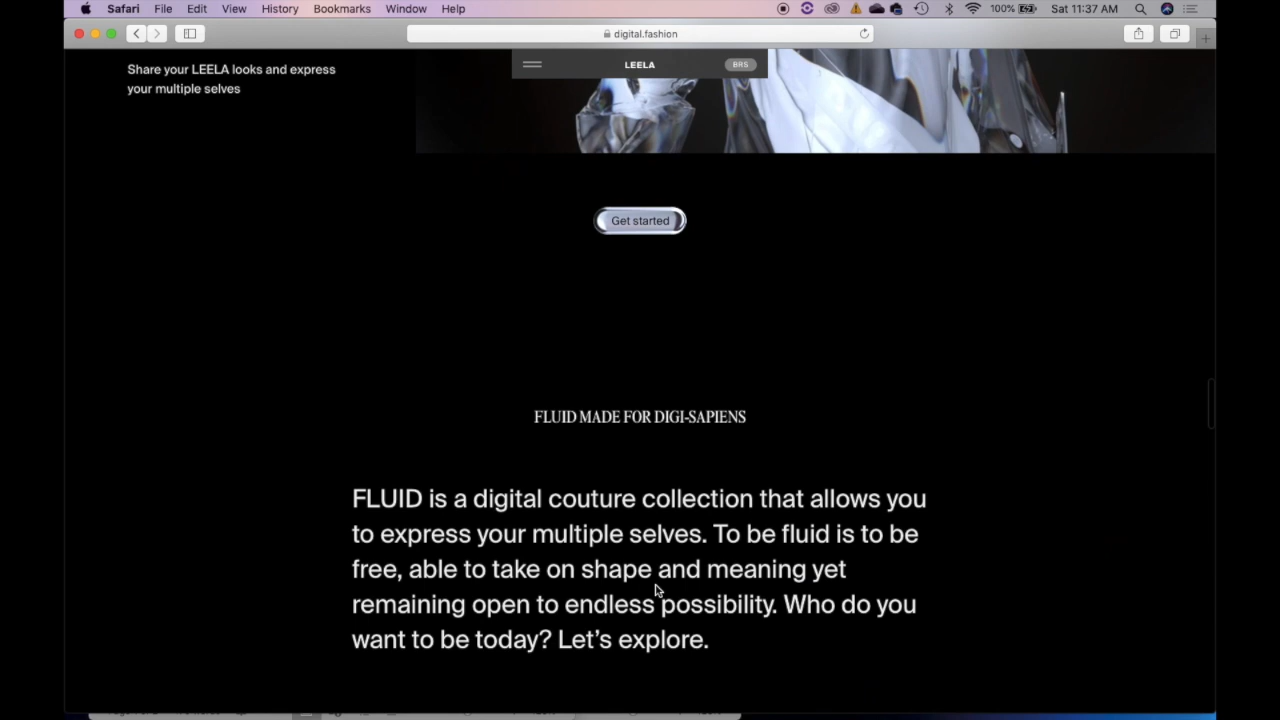 Safari File Edit View History Bookmarks Window Help 100% Sat 11:37 AM
digital.fashion
LEELA BRS
Share your LEELA looks and express
your multiple selves
Get started
FLUID MADE FOR DIGI-SAPIENS
FLUID is a digital couture collection that allows you
to express your multiple selves. To be fluid is to be
free, able to take on shape and meaning yet
remaining open to endless possibility. Who do you
want to be today? Let’s explore.